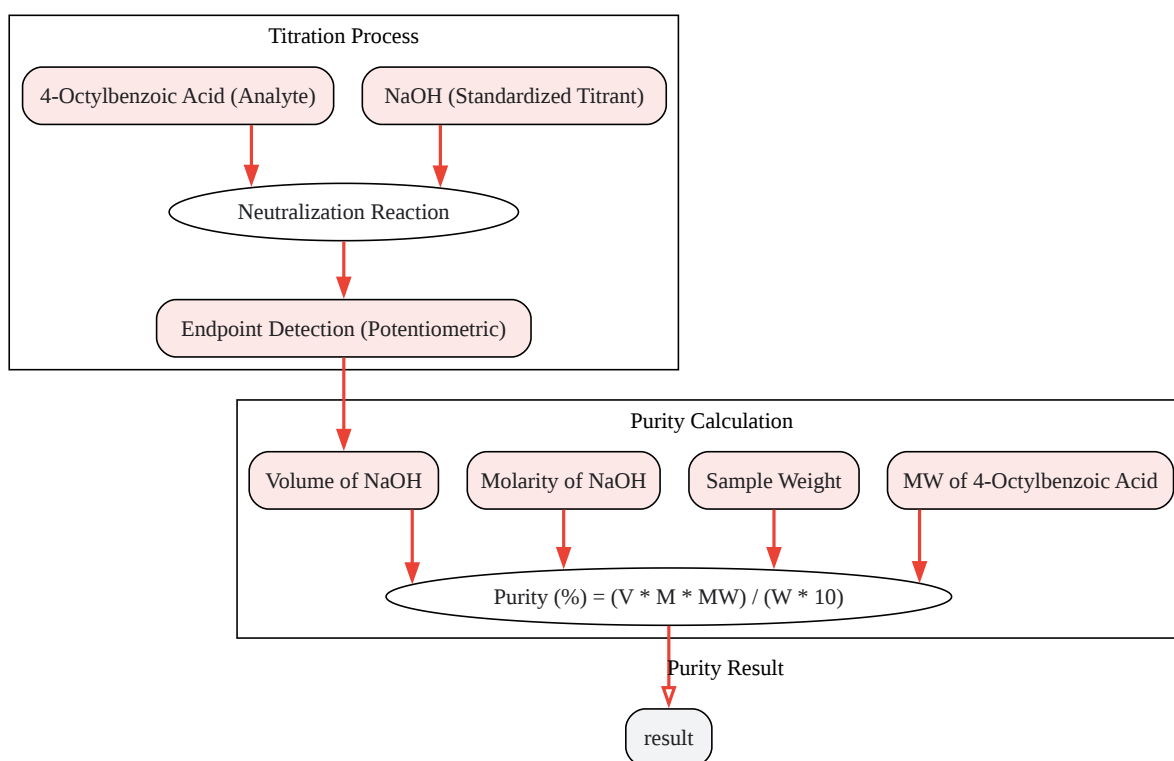 Titration Process
4-Octylbenzoic Acid (Analyte)
NaOH (Standardized Titrant)
Neutralization Reaction
Endpoint Detection (Potentiometric)
Purity Calculation
Volume of NaOH
Molarity of NaOH
Sample Weight
MW of 4-Octylbenzoic Acid
Purity (%) = (V * M * MW) / (W * 10)
Purity Result
result